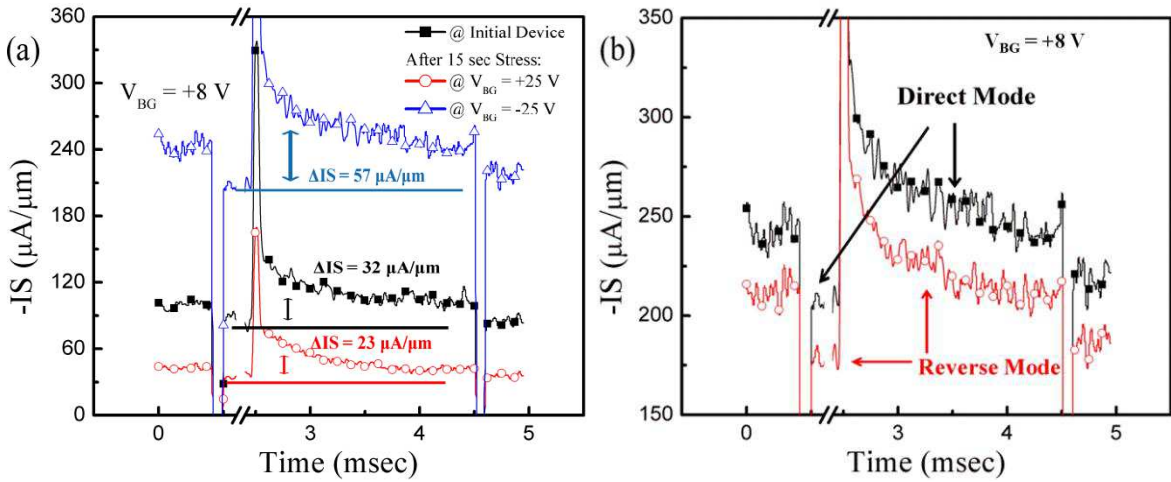 (a)
-IS (µA/µm)
360
300
240
180
120
60
0
V_BG = +8 V
@ Initial Device
After 15 sec Stress:
@ V_BG = +25 V
@ V_BG = -25 V
ΔIS = 57 µA/µm
ΔIS = 32 µA/µm
ΔIS = 23 µA/µm
0 3 4 5
Time (msec)
(b)
-IS (µA/µm)
350
300
250
200
150
V_BG = +8 V
Direct Mode
Reverse Mode
0 3 4 5
Time (msec)